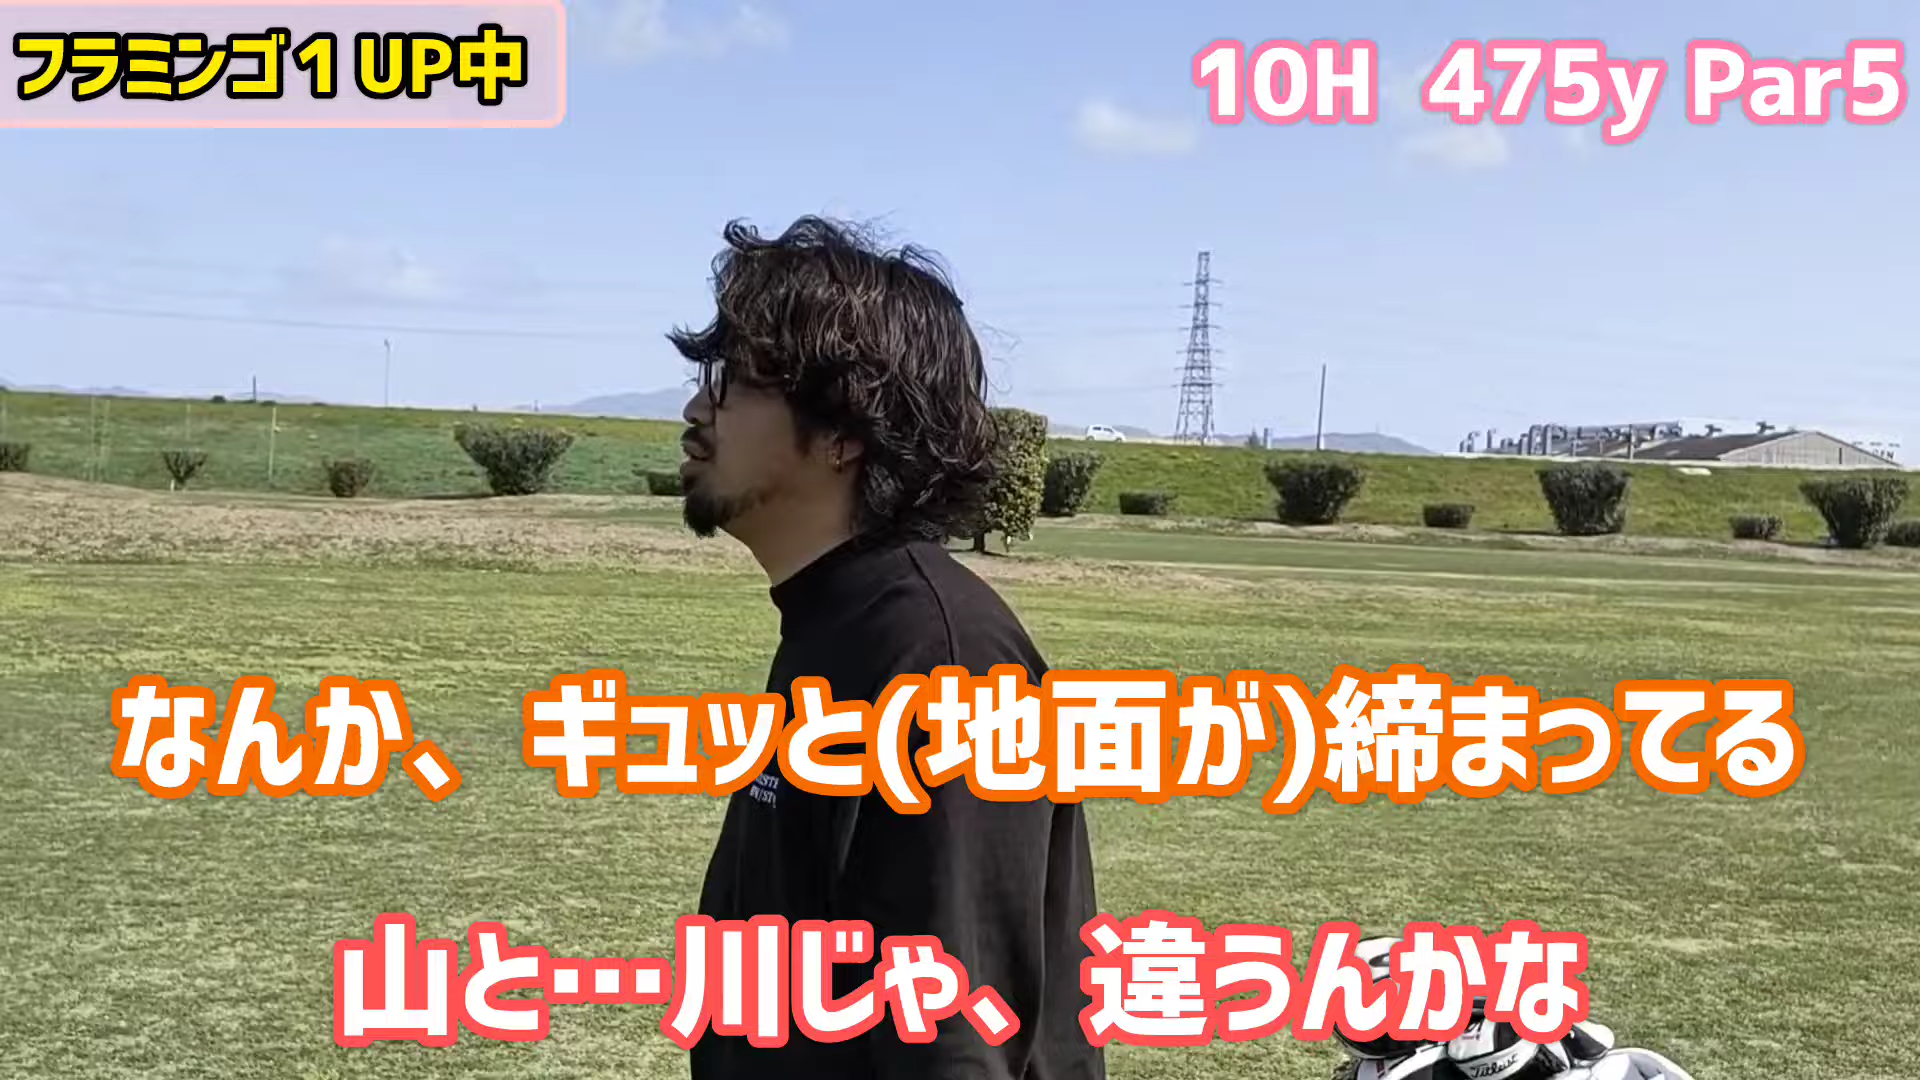 フラミンゴ1UP中
10H 475y Par5
なんか、ギュッと(地面が)締まってる
山と…川じゃ、違うんかな
Titleist